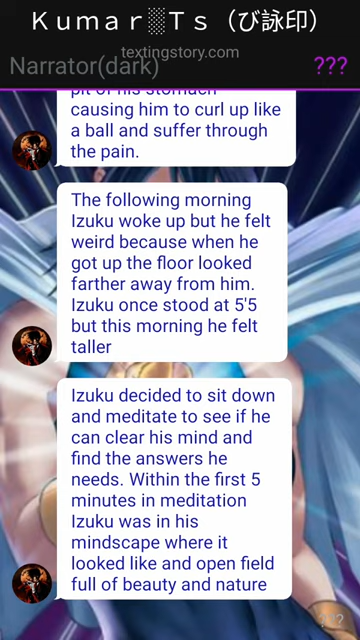 Ｋｕｍａｒ░Ｔｓ（び詠印）
textingstory.com
Narrator(dark)
???
pit of his stomach
causing him to curl up like
a ball and suffer through
the pain.
The following morning
Izuku woke up but he felt
weird because when he
got up the floor looked
farther away from him.
Izuku once stood at 5'5
but this morning he felt
taller
Izuku decided to sit down
and meditate to see if he
can clear his mind and
find the answers he
needs. Within the first 5
minutes in meditation
Izuku was in his
mindscape where it
looked like and open field
full of beauty and nature